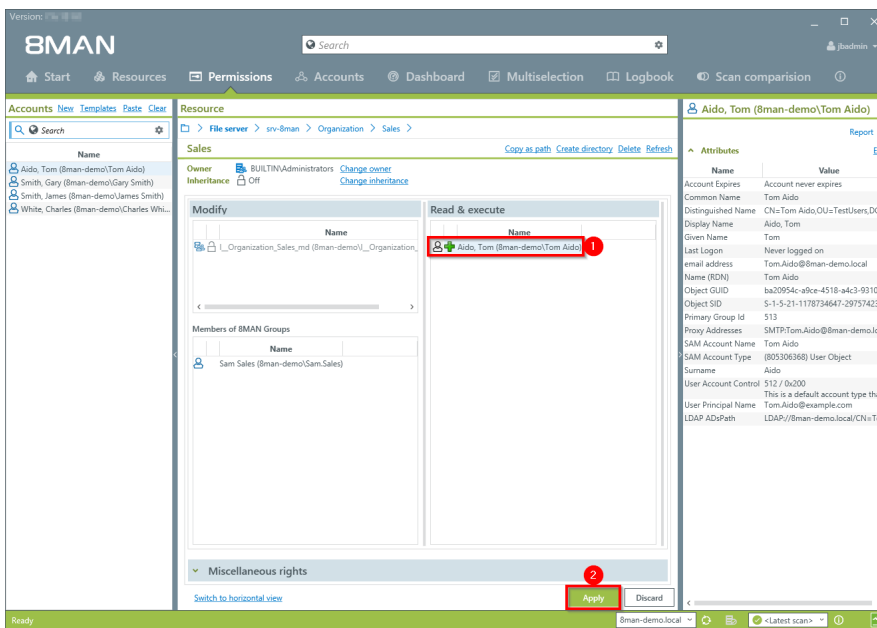 Version:
8MAN
Search
jbadmin
Start Resources Permissions Accounts Dashboard Multiselection Logbook Scan comparision
Accounts New Templates Paste Clear
Search
Name
Aido, Tom (8man-demo\Tom Aido)
Smith, Gary (8man-demo\Gary Smith)
Smith, James (8man-demo\James Smith)
White, Charles (8man-demo\Charles Whi...
Resource
> File server > srv-8man > Organization > Sales >
Sales Copy as path Create directory Delete Refresh
Owner BUILTIN\Administrators Change owner
Inheritance Off Change inheritance
Modify
Name
l__Organization_Sales_md (8man-demo\l__Organization_
Members of 8MAN Groups
Name
Sam Sales (8man-demo\Sam.Sales)
Read & execute
Name
Aido, Tom (8man-demo\Tom Aido)
1
Miscellaneous rights
2
Switch to horizontal view
Apply Discard
Aido, Tom (8man-demo\Tom Aido)
Report
Attributes
Name Value
Account Expires Account never expires
Common Name Tom Aido
Distinguished Name CN=Tom Aido,OU=TestUsers,DC
Display Name Aido, Tom
Given Name Tom
Last Logon Never logged on
email address Tom.Aido@8man-demo.local
Name (RDN) Tom Aido
Object GUID ba20954c-a9ce-4518-a4c3-9310
Object SID S-1-5-21-1178734647-29757423
Primary Group Id 513
Proxy Addresses SMTP:Tom.Aido@8man-demo.lo
SAM Account Name Tom Aido
SAM Account Type (805306368) User Object
Surname Aido
User Account Control 512 / 0x200
This is a default account type tha
User Principal Name Tom.Aido@example.com
LDAP ADsPath LDAP://8man-demo.local/CN=To
Ready 8man-demo.local <Latest scan>